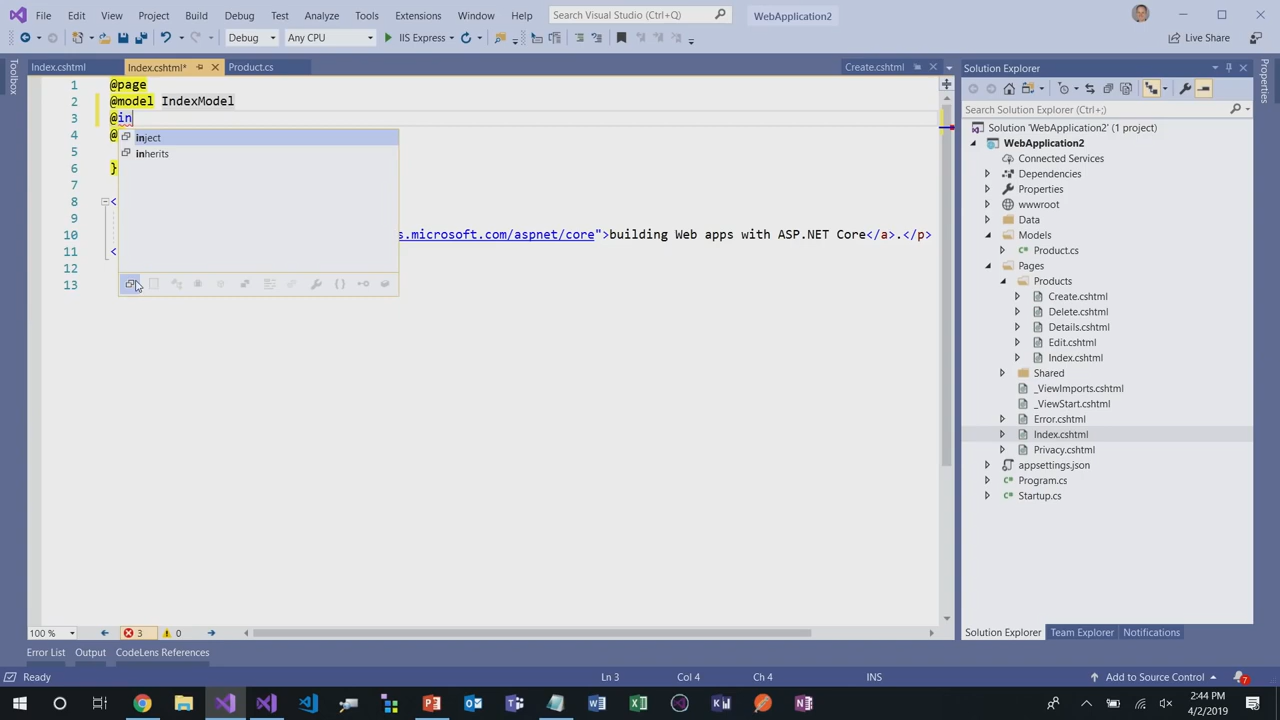 File Edit View Project Build Debug Test Analyze Tools Extensions Window Help Search Visual Studio WebApplication2
Debug Any CPU IIS Express Live Share
Toolbox
Index.cshtml Index.cshtml* Product.cs Create.cshtml
1 @page
2 @model IndexModel
3 @in
4 @
inject
5
inherits
6 }
7
8 <
9
10 s.microsoft.com/aspnet/core">building Web apps with ASP.NET Core</a>.</p>
11 <
12
13
100 % 3 0
Solution Explorer
Search Solution Explorer (Ctrl+;)
Solution 'WebApplication2' (1 project)
WebApplication2
Connected Services
Dependencies
Properties
wwwroot
Data
Models
Product.cs
Pages
Products
Create.cshtml
Delete.cshtml
Details.cshtml
Edit.cshtml
Index.cshtml
Shared
_ViewImports.cshtml
_ViewStart.cshtml
Error.cshtml
Index.cshtml
Privacy.cshtml
appsettings.json
Program.cs
Startup.cs
Solution Explorer Team Explorer Notifications
Properties
Error List Output CodeLens References
Ready Ln 3 Col 4 Ch 4 INS Add to Source Control 7
2:44 PM
4/2/2019